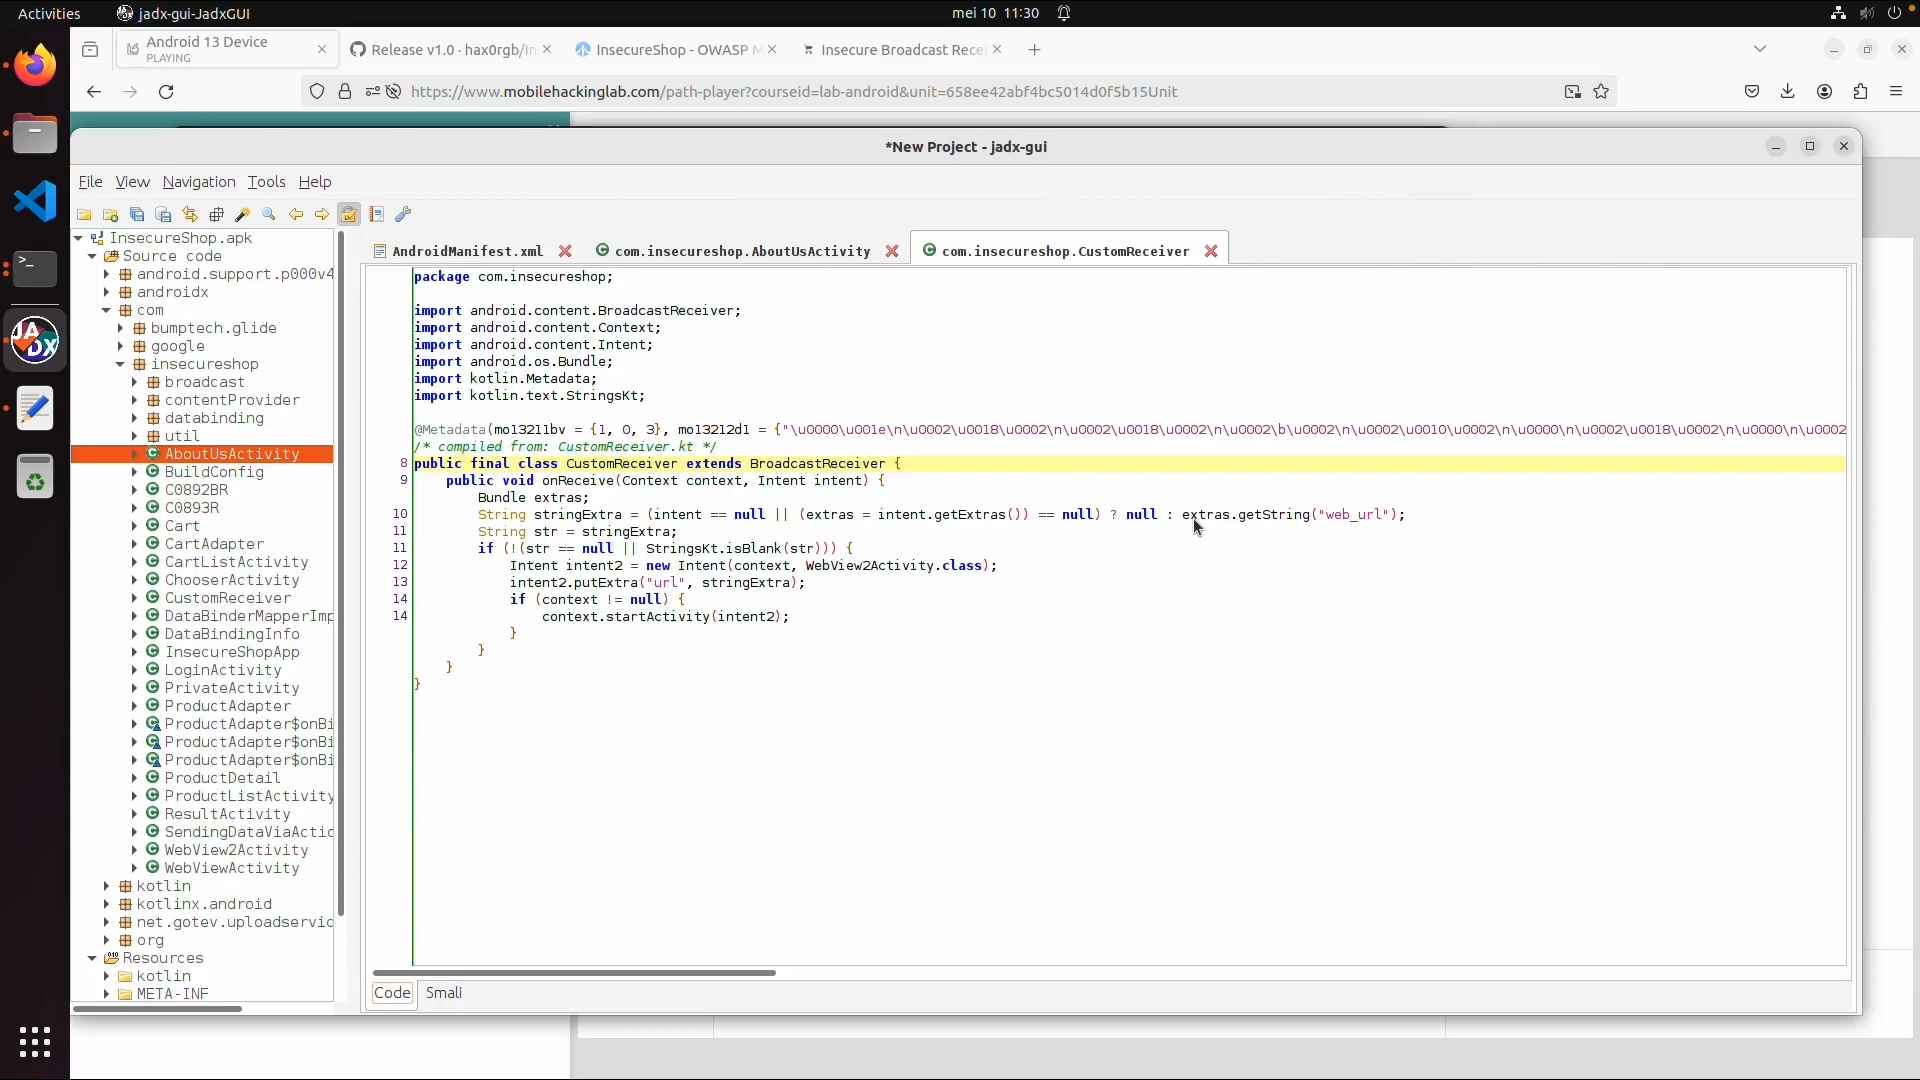 Activities
jadx-gui-JadxGUI
mei 10 11:30
Android 13 Device
PLAYING
Release v1.0 · hax0rgb/In
InsecureShop - OWASP M
Insecure Broadcast Rece
https://www.mobilehackinglab.com/path-player?courseid=lab-android&unit=658ee42abf4bc5014d0f5b15Unit
*New Project - jadx-gui
File View Navigation Tools Help
InsecureShop.apk
Source code
android.support.p000v4
androidx
com
bumptech.glide
google
insecureshop
broadcast
contentProvider
databinding
util
AboutUsActivity
BuildConfig
C0892BR
C0893R
Cart
CartAdapter
CartListActivity
ChooserActivity
CustomReceiver
DataBinderMapperImp
DataBindingInfo
InsecureShopApp
LoginActivity
PrivateActivity
ProductAdapter
ProductAdapter$onBi
ProductAdapter$onBi
ProductAdapter$onBi
ProductDetail
ProductListActivity
ResultActivity
SendingDataViaActio
WebView2Activity
WebViewActivity
kotlin
kotlinx.android
net.gotev.uploadservic
org
Resources
kotlin
META-INF
AndroidManifest.xml
com.insecureshop.AboutUsActivity
com.insecureshop.CustomReceiver
package com.insecureshop;
import android.content.BroadcastReceiver;
import android.content.Context;
import android.content.Intent;
import android.os.Bundle;
import kotlin.Metadata;
import kotlin.text.StringsKt;
@Metadata(mo13211bv = {1, 0, 3}, mo13212d1 = {"\u0000\u001e\n\u0002\u0018\u0002\n\u0002\u0018\u0002\n\u0002\b\u0002\n\u0002\u0010\u0002\n\u0000\n\u0002\u0018\u0002\n\u0000\n\u0002
/* compiled from: CustomReceiver.kt */
8 public final class CustomReceiver extends BroadcastReceiver {
9 public void onReceive(Context context, Intent intent) {
Bundle extras;
10 String stringExtra = (intent == null || (extras = intent.getExtras()) == null) ? null : extras.getString("web_url");
11 String str = stringExtra;
11 if (!(str == null || StringsKt.isBlank(str))) {
12 Intent intent2 = new Intent(context, WebView2Activity.class);
13 intent2.putExtra("url", stringExtra);
14 if (context != null) {
14 context.startActivity(intent2);
}
}
}
}
Code Smali